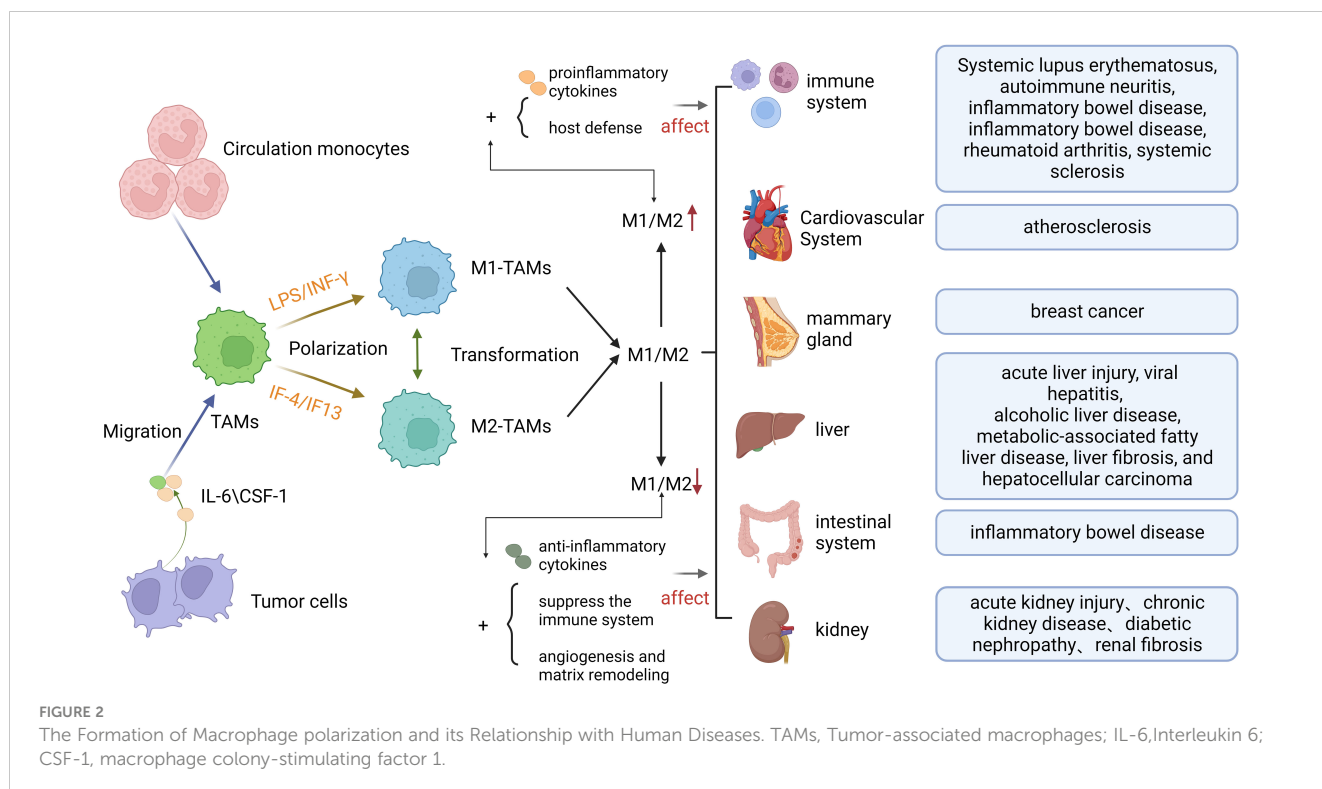 proinflammatory
cytokines
+
host defense
affect
immune
system
Systemic lupus erythematosus,
autoimmune neuritis,
inflammatory bowel disease,
inflammatory bowel disease,
rheumatoid arthritis, systemic
sclerosis
Circulation monocytes
M1/M2
Cardiovascular
System
atherosclerosis
LPS/INF-γ
M1-TAMs
Polarization
Transformation
M1/M2
mammary
gland
breast cancer
IF-4/IF13
TAMs
Migration
M2-TAMs
liver
acute liver injury, viral
hepatitis,
alcoholic liver disease,
metabolic-associated fatty
liver disease, liver fibrosis, and
hepatocellular carcinoma
IL-6\CSF-1
M1/M2
intestinal
system
inflammatory bowel disease
anti-inflammatory
cytokines
affect
Tumor cells
+
suppress the
immune system
angiogenesis and
matrix remodeling
kidney
acute kidney injury、chronic
kidney disease、diabetic
nephropathy、renal fibrosis
FIGURE 2
The Formation of Macrophage polarization and its Relationship with Human Diseases. TAMs, Tumor-associated macrophages; IL-6,Interleukin 6;
CSF-1, macrophage colony-stimulating factor 1.